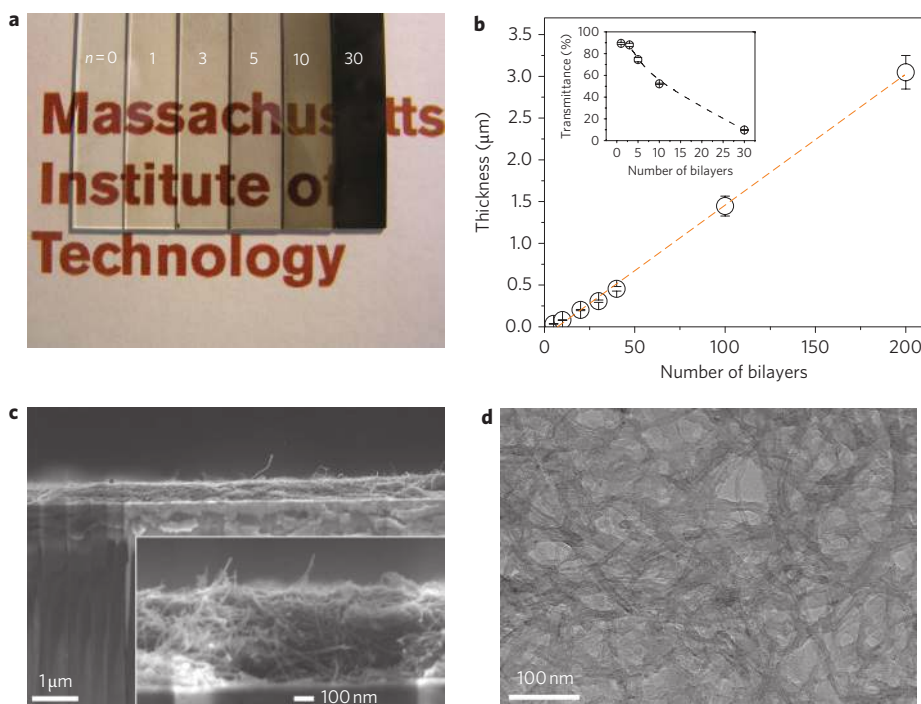 a
n=0 1 3 5 10 30
Massachusetts
Institute of
Technology
b
Thickness (μm)
3.5
3.0
2.5
2.0
1.5
1.0
0.5
0.0
0 50 100 150 200
Number of bilayers
Transmittance (%)
100
80
60
40
20
0
0 5 10 15 20 25 30
Number of bilayers
c
1 μm
100 nm
d
100 nm